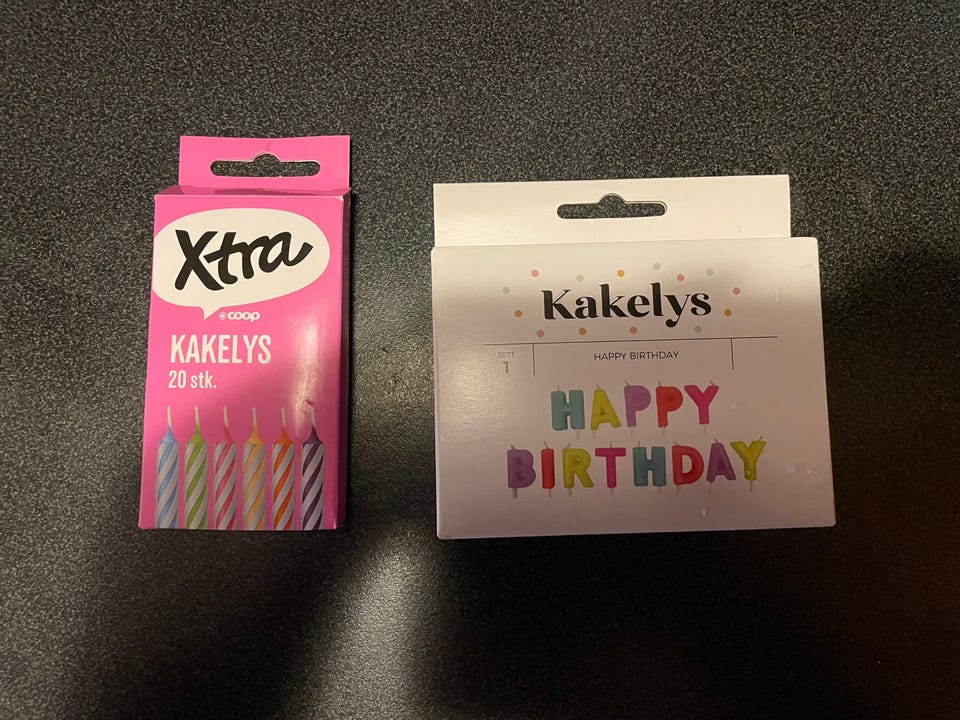 Xtra
@coop
KAKELYS
20 stk.
Kakelys
SETT
1
HAPPY BIRTHDAY
HAPPY
BIRTHDAY